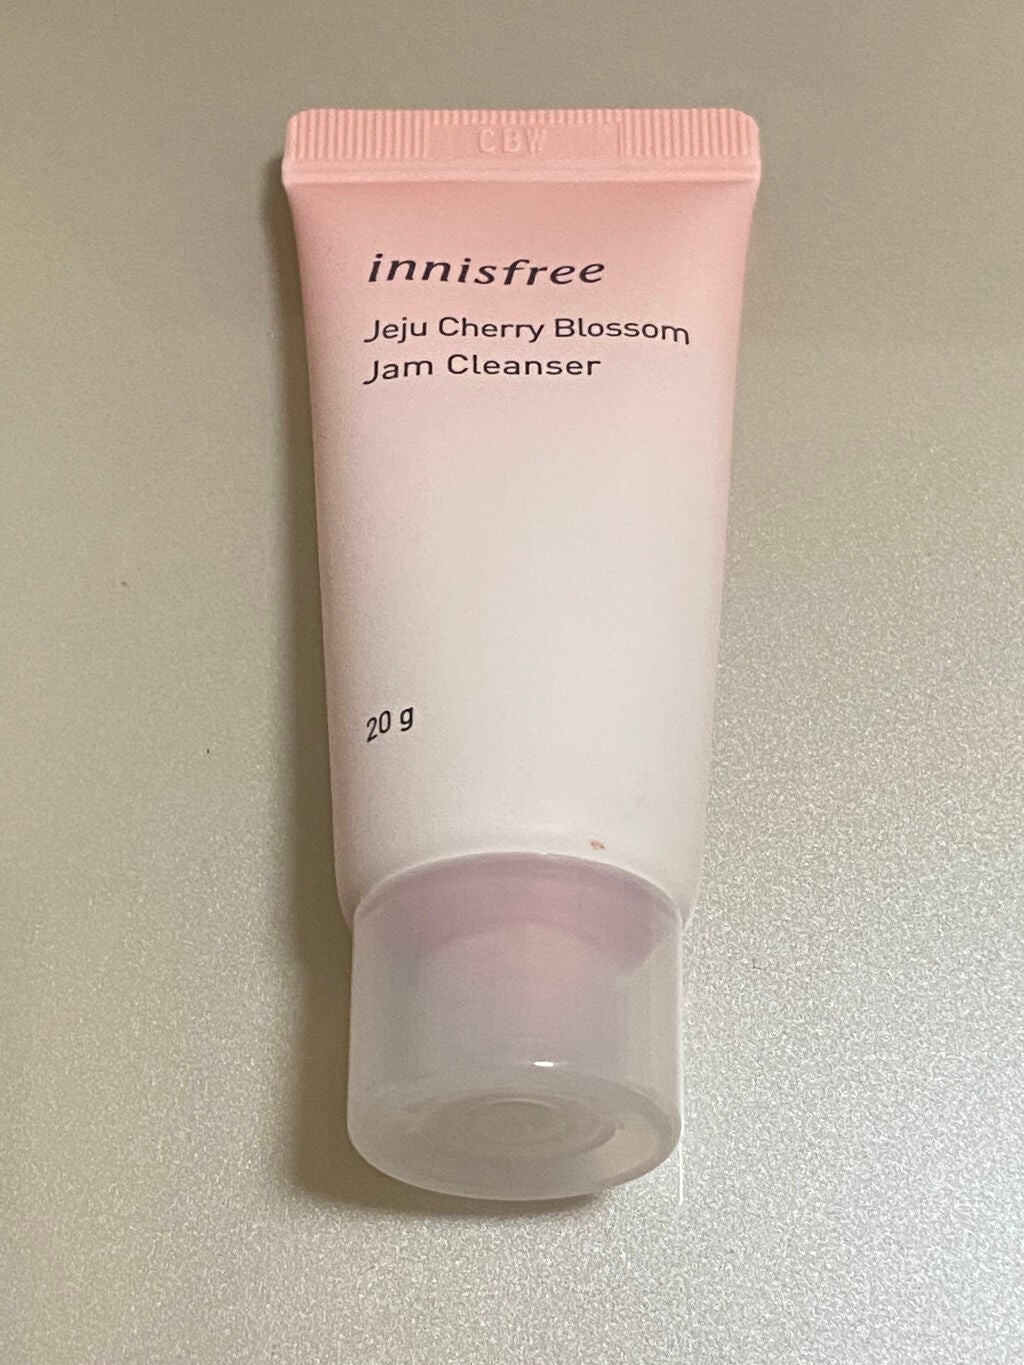 CBW
innisfree
Jeju Cherry Blossom
Jam Cleanser
20 g